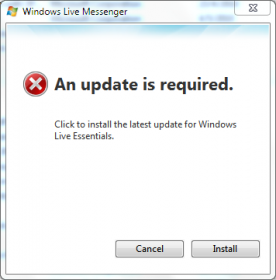 Windows Live Messenger
An update is required.
Click to install the latest update for Windows
Live Essentials.
Cancel Install